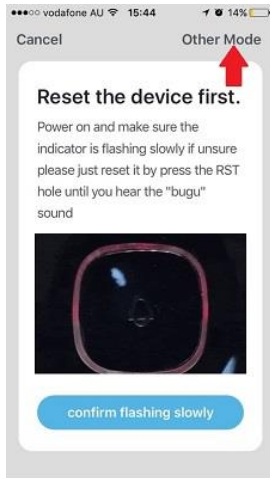 vodafone AU 15:44 14%
Cancel Other Mode
Reset the device first.
Power on and make sure the
indicator is flashing slowly if unsure
please just reset it by press the RST
hole until you hear the "bugu"
sound
confirm flashing slowly